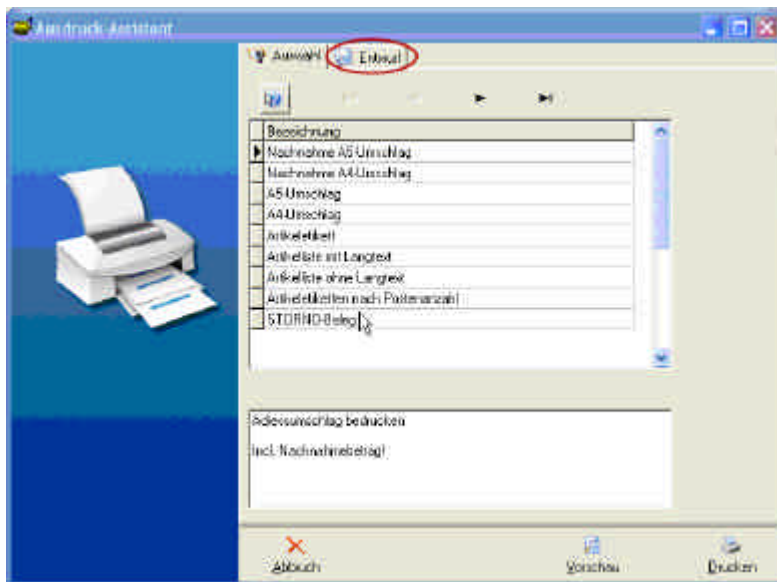 Ausdruck-Assistent
Auswahl Entwurf
Bezeichnung
Nachnahme A5-Umschlag
Nachnahme A4-Umschlag
A5-Umschlag
A4-Umschlag
Artikeletikett
Artikelliste mit Langtext
Artikelliste ohne Langtext
Artikeletiketten nach Postenanzahl
STORNO-Beleg
Adressumschlag bedrucken
Incl. Nachnahmebetrag!
Abbruch Vorschau Drucken